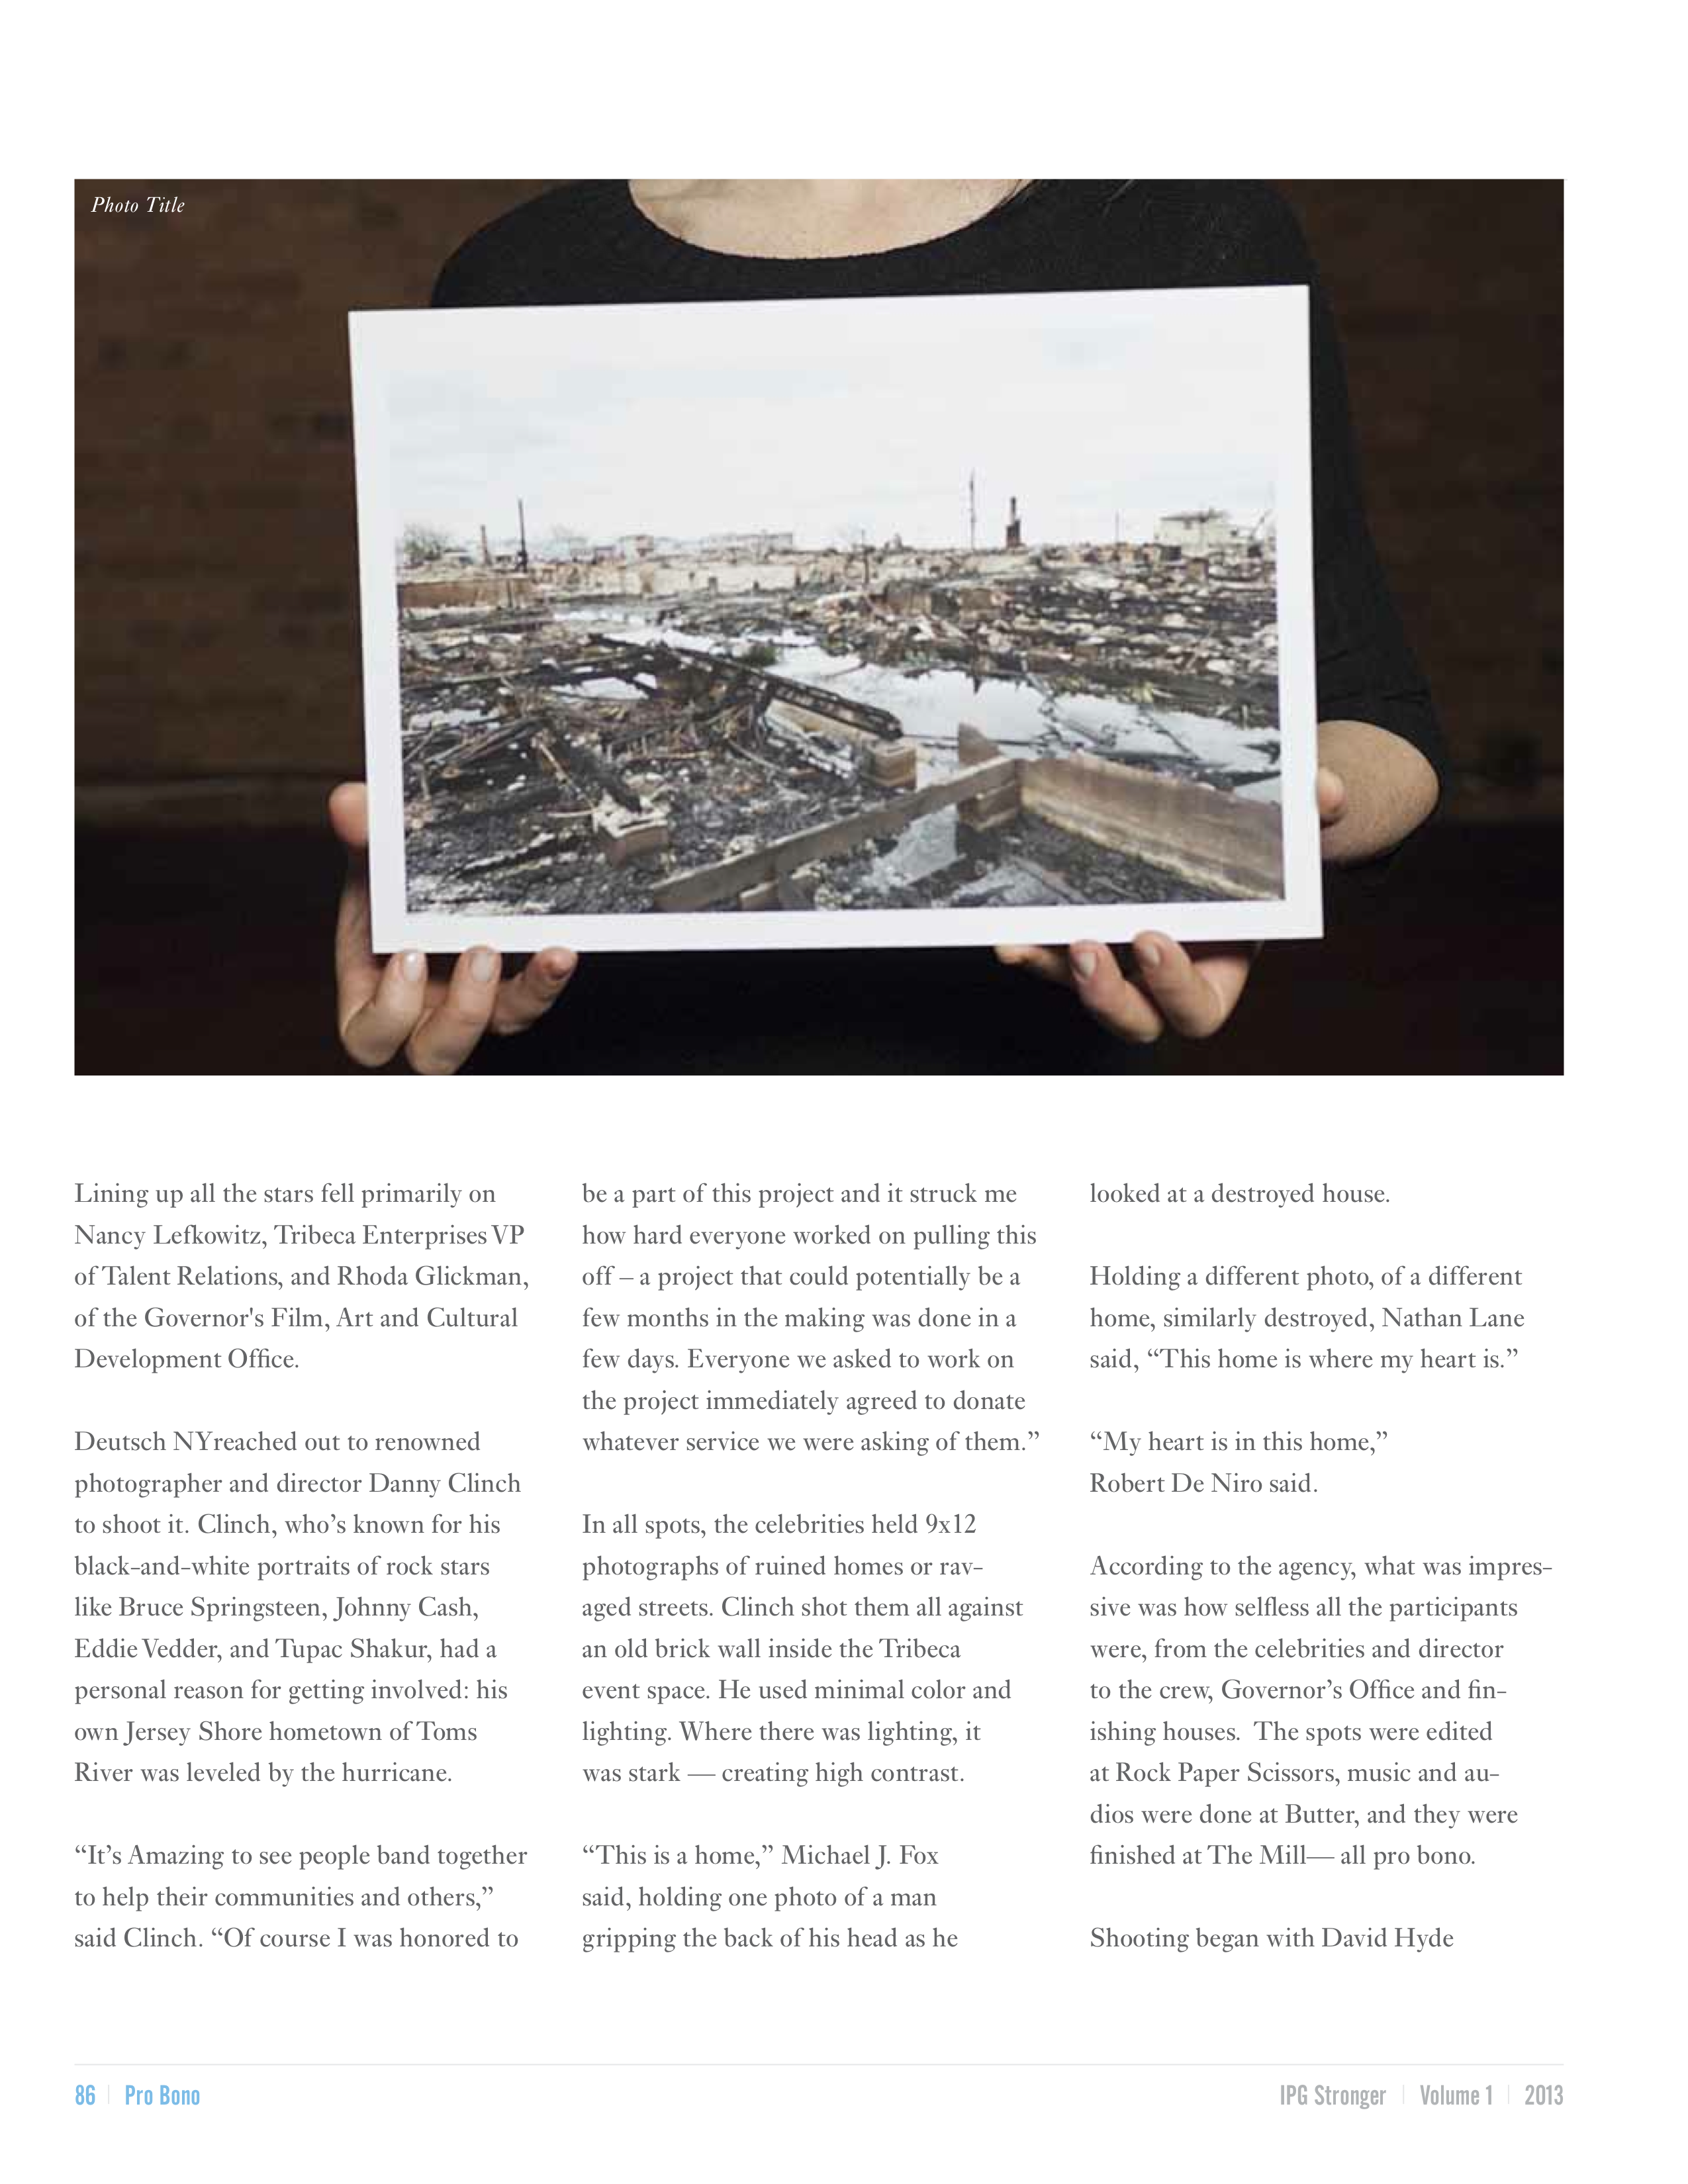 Photo Title
Lining up all the stars fell primarily on
Nancy Lefkowitz, Tribeca Enterprises VP
of Talent Relations, and Rhoda Glickman,
of the Governor's Film, Art and Cultural
Development Office.
Deutsch NYreached out to renowned
photographer and director Danny Clinch
to shoot it. Clinch, who’s known for his
black-and-white portraits of rock stars
like Bruce Springsteen, Johnny Cash,
Eddie Vedder, and Tupac Shakur, had a
personal reason for getting involved: his
own Jersey Shore hometown of Toms
River was leveled by the hurricane.
“It’s Amazing to see people band together
to help their communities and others,”
said Clinch. “Of course I was honored to
be a part of this project and it struck me
how hard everyone worked on pulling this
off – a project that could potentially be a
few months in the making was done in a
few days. Everyone we asked to work on
the project immediately agreed to donate
whatever service we were asking of them.”
In all spots, the celebrities held 9x12
photographs of ruined homes or rav-
aged streets. Clinch shot them all against
an old brick wall inside the Tribeca
event space. He used minimal color and
lighting. Where there was lighting, it
was stark — creating high contrast.
“This is a home,” Michael J. Fox
said, holding one photo of a man
gripping the back of his head as he
looked at a destroyed house.
Holding a different photo, of a different
home, similarly destroyed, Nathan Lane
said, “This home is where my heart is.”
“My heart is in this home,”
Robert De Niro said.
According to the agency, what was impres-
sive was how selfless all the participants
were, from the celebrities and director
to the crew, Governor’s Office and fin-
ishing houses.  The spots were edited
at Rock Paper Scissors, music and au-
dios were done at Butter, and they were
finished at The Mill— all pro bono.
Shooting began with David Hyde
86 | Pro Bono
IPG Stronger | Volume 1 | 2013